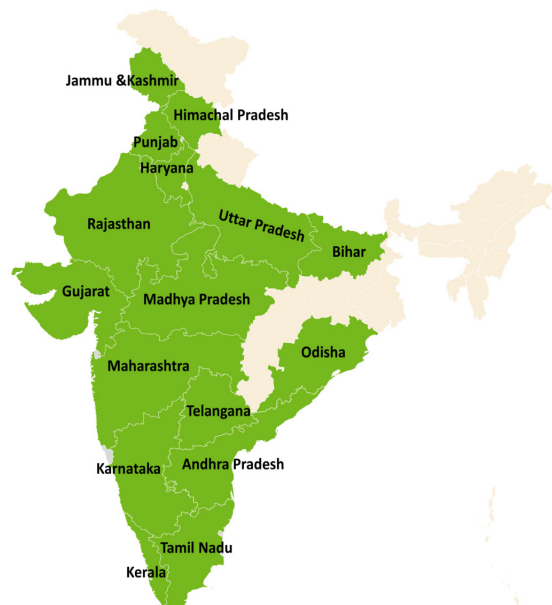 Jammu &Kashmir
Himachal Pradesh
Punjab
Haryana
Rajasthan
Uttar Pradesh
Bihar
Gujarat
Madhya Pradesh
Odisha
Maharashtra
Telangana
Andhra Pradesh
Karnataka
Tamil Nadu
Kerala